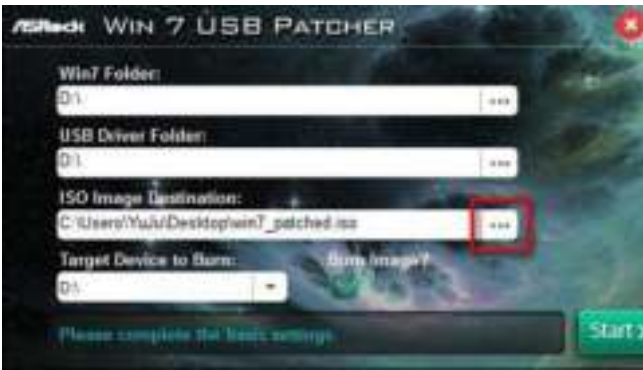 ASRock WIN 7 USB PATCHER
Win7 Folder:
D:\
...
USB Driver Folder:
D:\
...
ISO Image Destination:
C:\Users\YuJu\Desktop\win7_patched.iso
...
Target Device to Burn:
Burn Image?
D:\
Please complete the basic settings.
Start